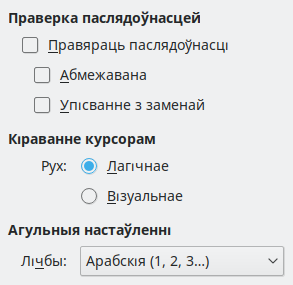 Праверка паслядоўнасцей
Правяраць паслядоўнасці
Абмежавана
Упісванне з заменай
Кіраванне курсорам
Рух: Лагічнае
Візуальнае
Агульныя настаўленні
Лічбы: Арабскія (1, 2, 3...)